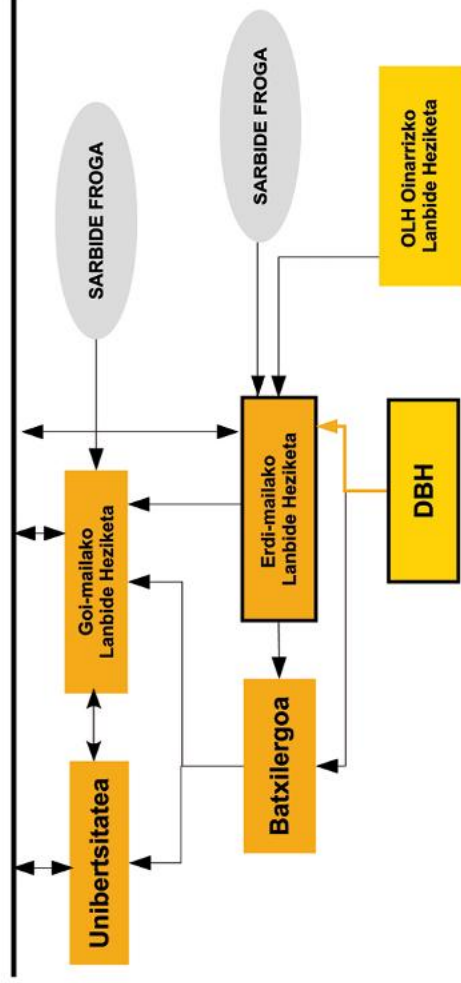 SARBIDE FROGA
SARBIDE FROGA
Unibertsitatea
Goi-mailako
Lanbide Heziketa
Batxilergoa
Erdi-mailako
Lanbide Heziketa
DBH
OLH Oinarrizko
Lanbide Heziketa